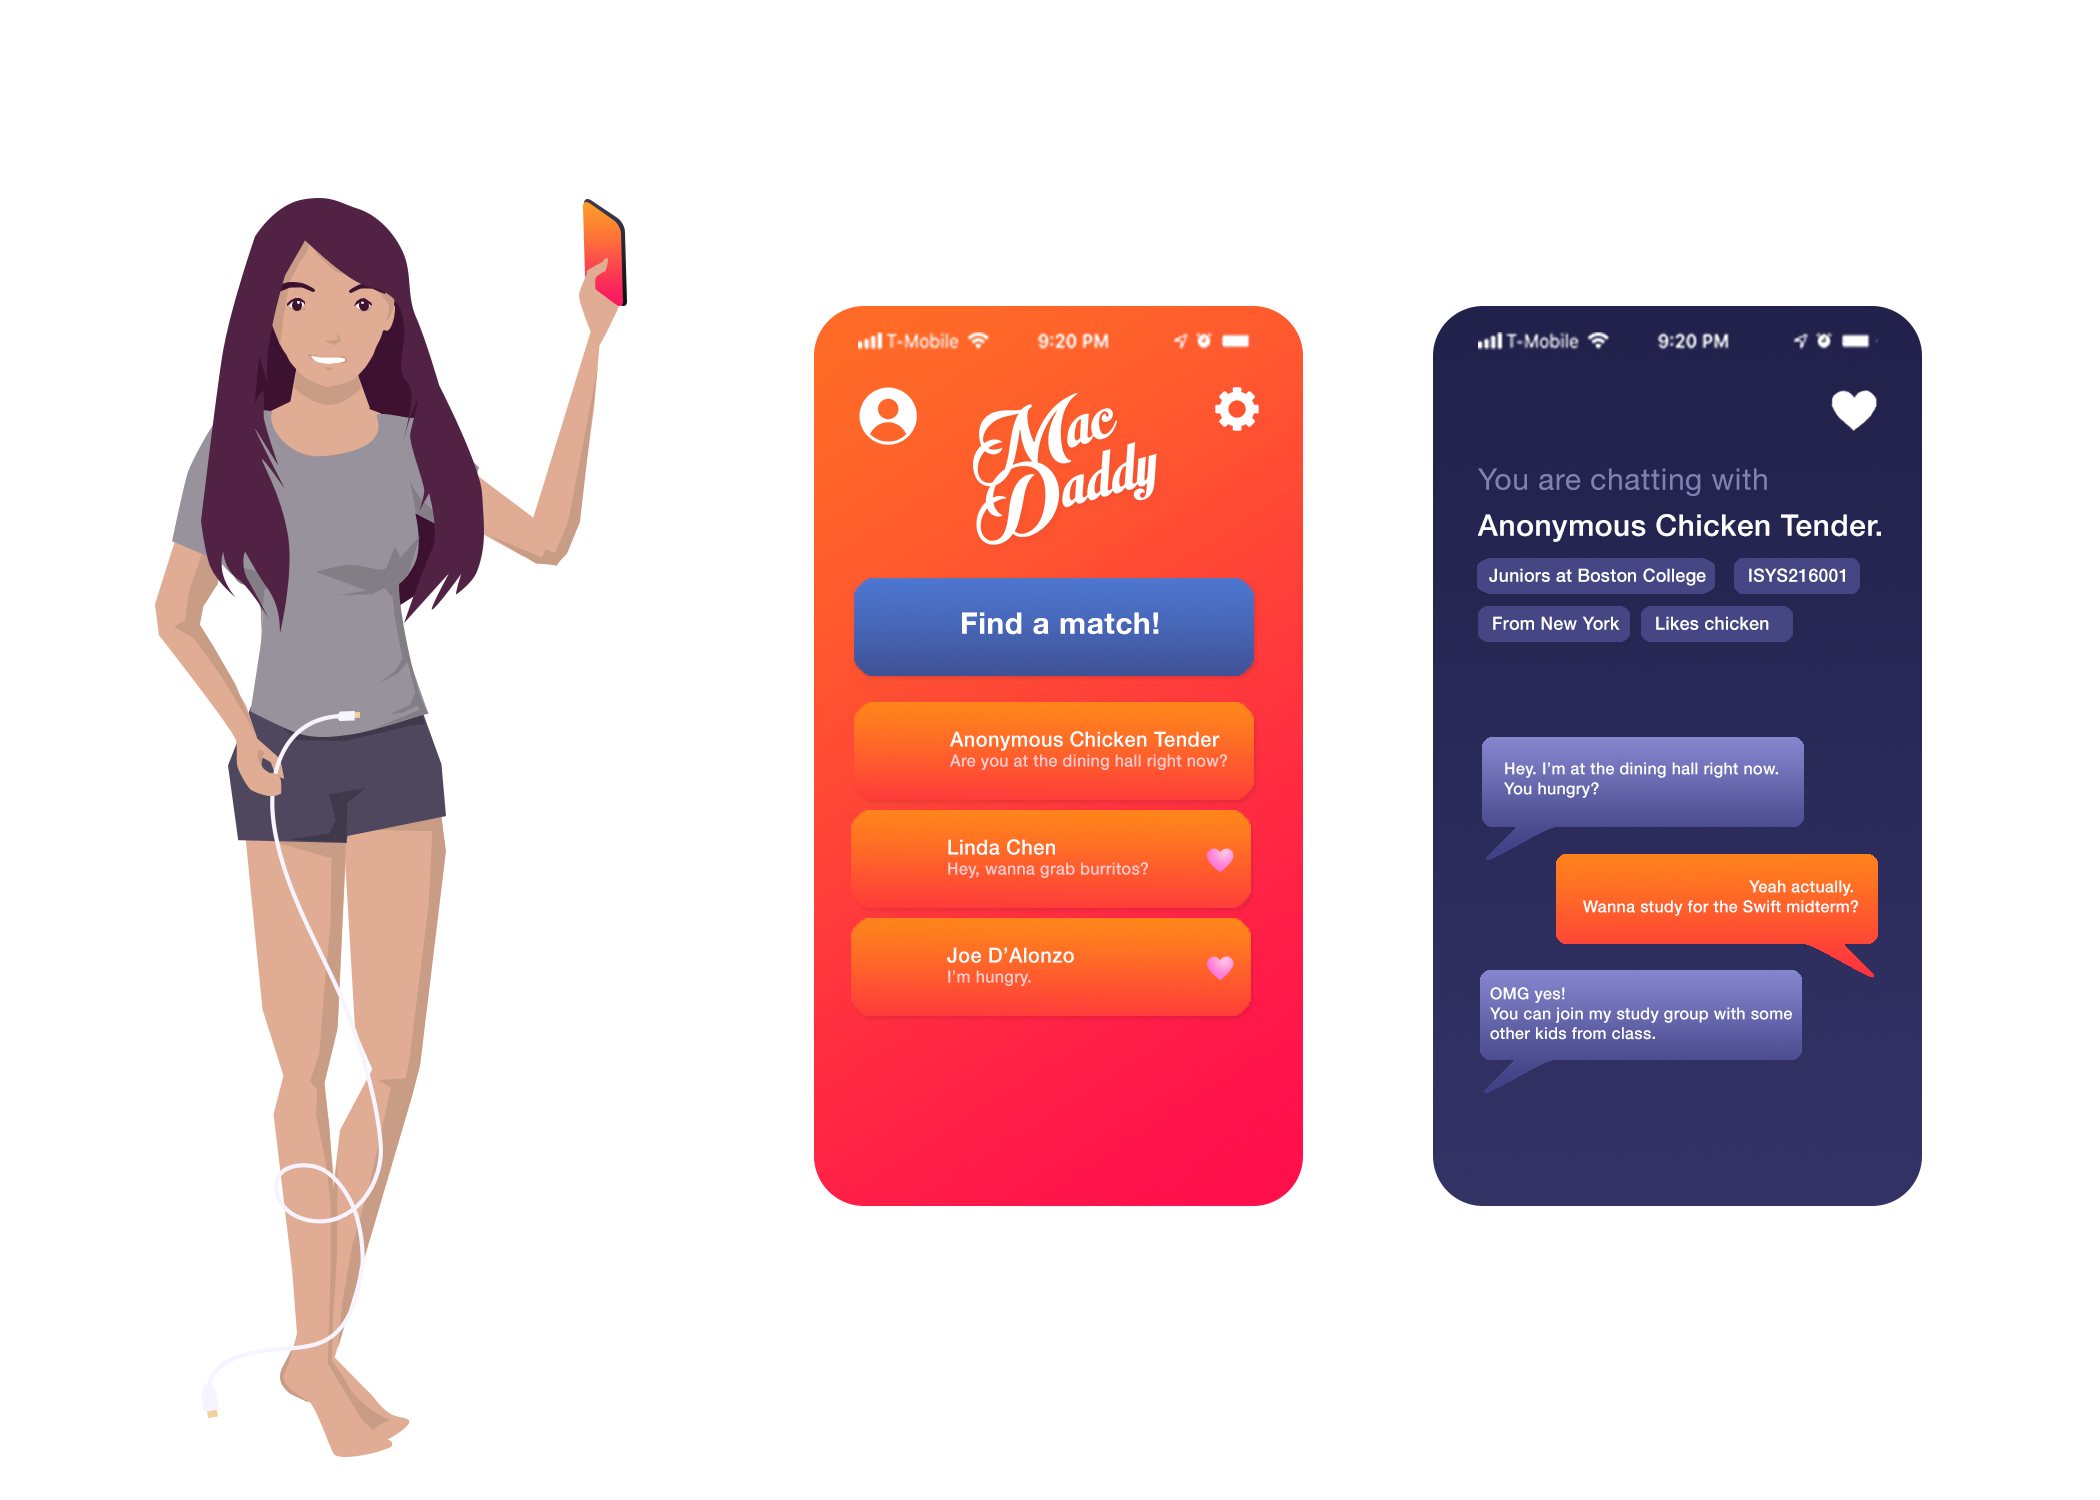 T-Mobile 9:20 PM
Mac
Daddy
Find a match!
Anonymous Chicken Tender
Are you at the dining hall right now?
Linda Chen
Hey, wanna grab burritos?
Joe D’Alonzo
I’m hungry.
T-Mobile 9:20 PM
You are chatting with
Anonymous Chicken Tender.
Juniors at Boston College ISYS216001
From New York Likes chicken
Hey. I’m at the dining hall right now.
You hungry?
Yeah actually.
Wanna study for the Swift midterm?
OMG yes!
You can join my study group with some
other kids from class.